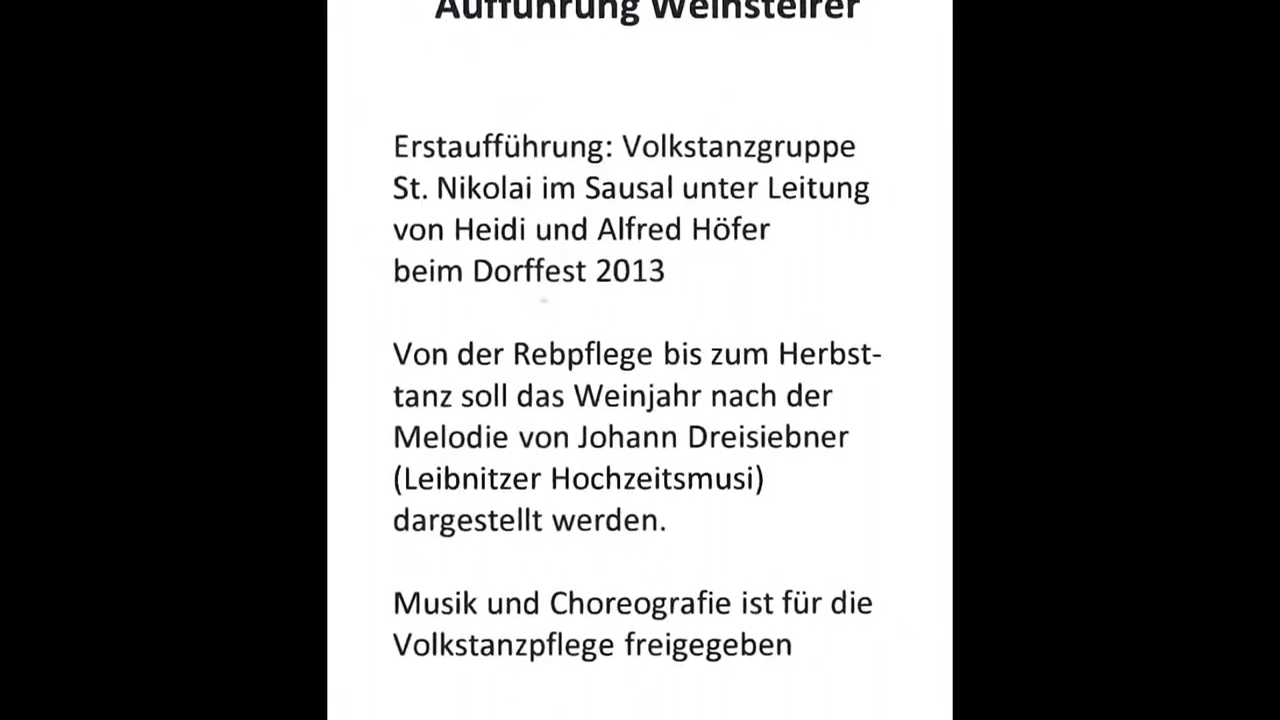 Aufführung Weinsteirer
Erstaufführung: Volkstanzgruppe
St. Nikolai im Sausal unter Leitung
von Heidi und Alfred Höfer
beim Dorffest 2013
Von der Rebpflege bis zum Herbst-
tanz soll das Weinjahr nach der
Melodie von Johann Dreisiebner
(Leibnitzer Hochzeitsmusi)
dargestellt werden.
Musik und Choreografie ist für die
Volkstanzpflege freigegeben